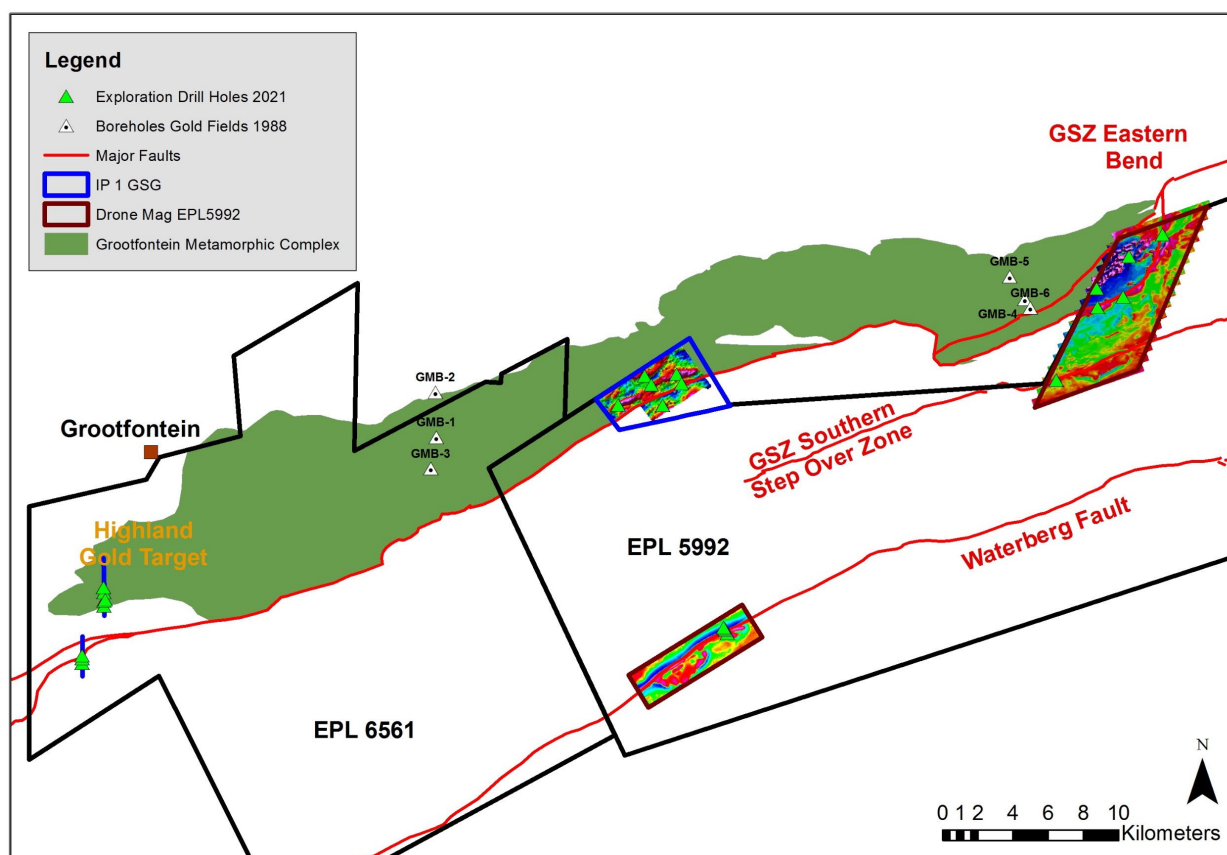 Legend
Exploration Drill Holes 2021
Boreholes Gold Fields 1988
Major Faults
IP 1 GSG
Drone Mag EPL5992
Grootfontein Metamorphic Complex
GSZ Eastern
Bend
GMB-5
GMB-6
GMB-4
GMB-2
Grootfontein
GMB-1
GMB-3
GSZ Southern
Step Over Zone
Waterberg Fault
Highland
Gold Target
EPL 5992
EPL 6561
N
0 1 2 4 6 8 10
Kilometers